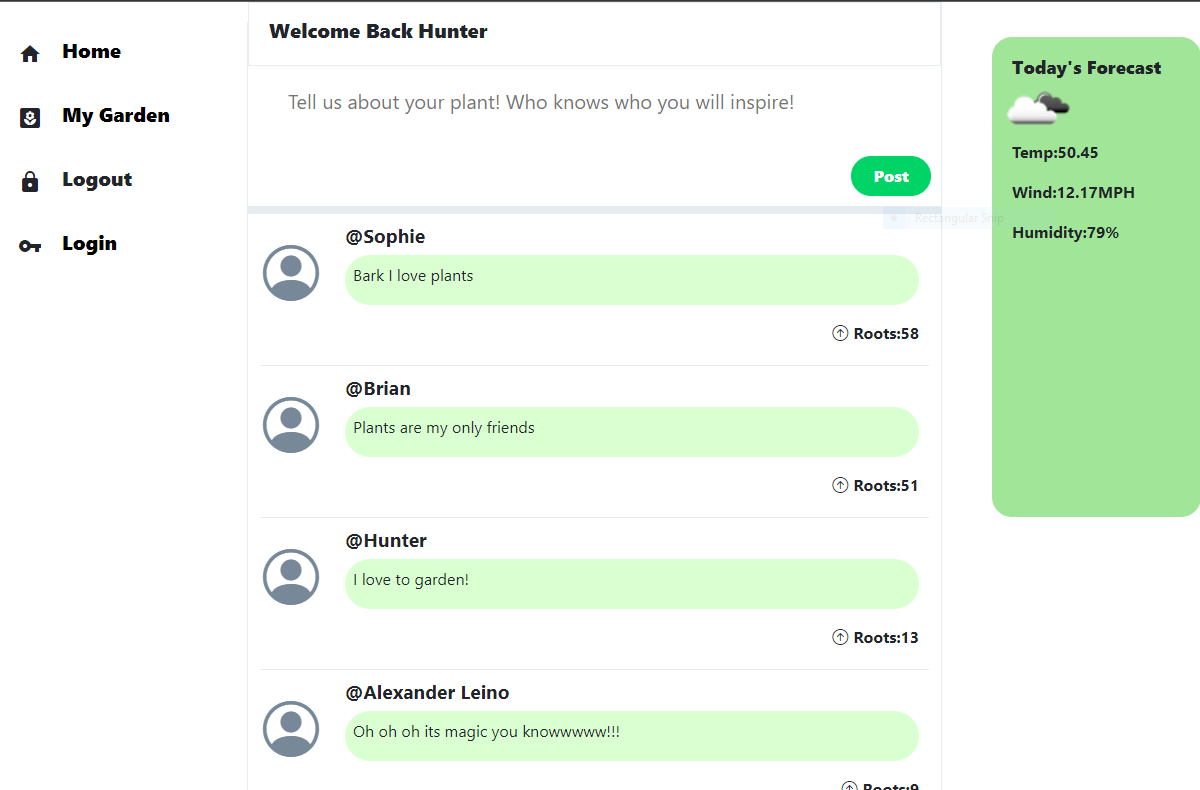 Home
My Garden
Logout
Login
Welcome Back Hunter
Tell us about your plant! Who knows who you will inspire!
Post
Rectangular Snip
@Sophie
Bark I love plants
Roots:58
@Brian
Plants are my only friends
Roots:51
@Hunter
I love to garden!
Roots:13
@Alexander Leino
Oh oh oh its magic you knowwwww!!!
Roots:9
Today's Forecast
Temp:50.45
Wind:12.17MPH
Humidity:79%